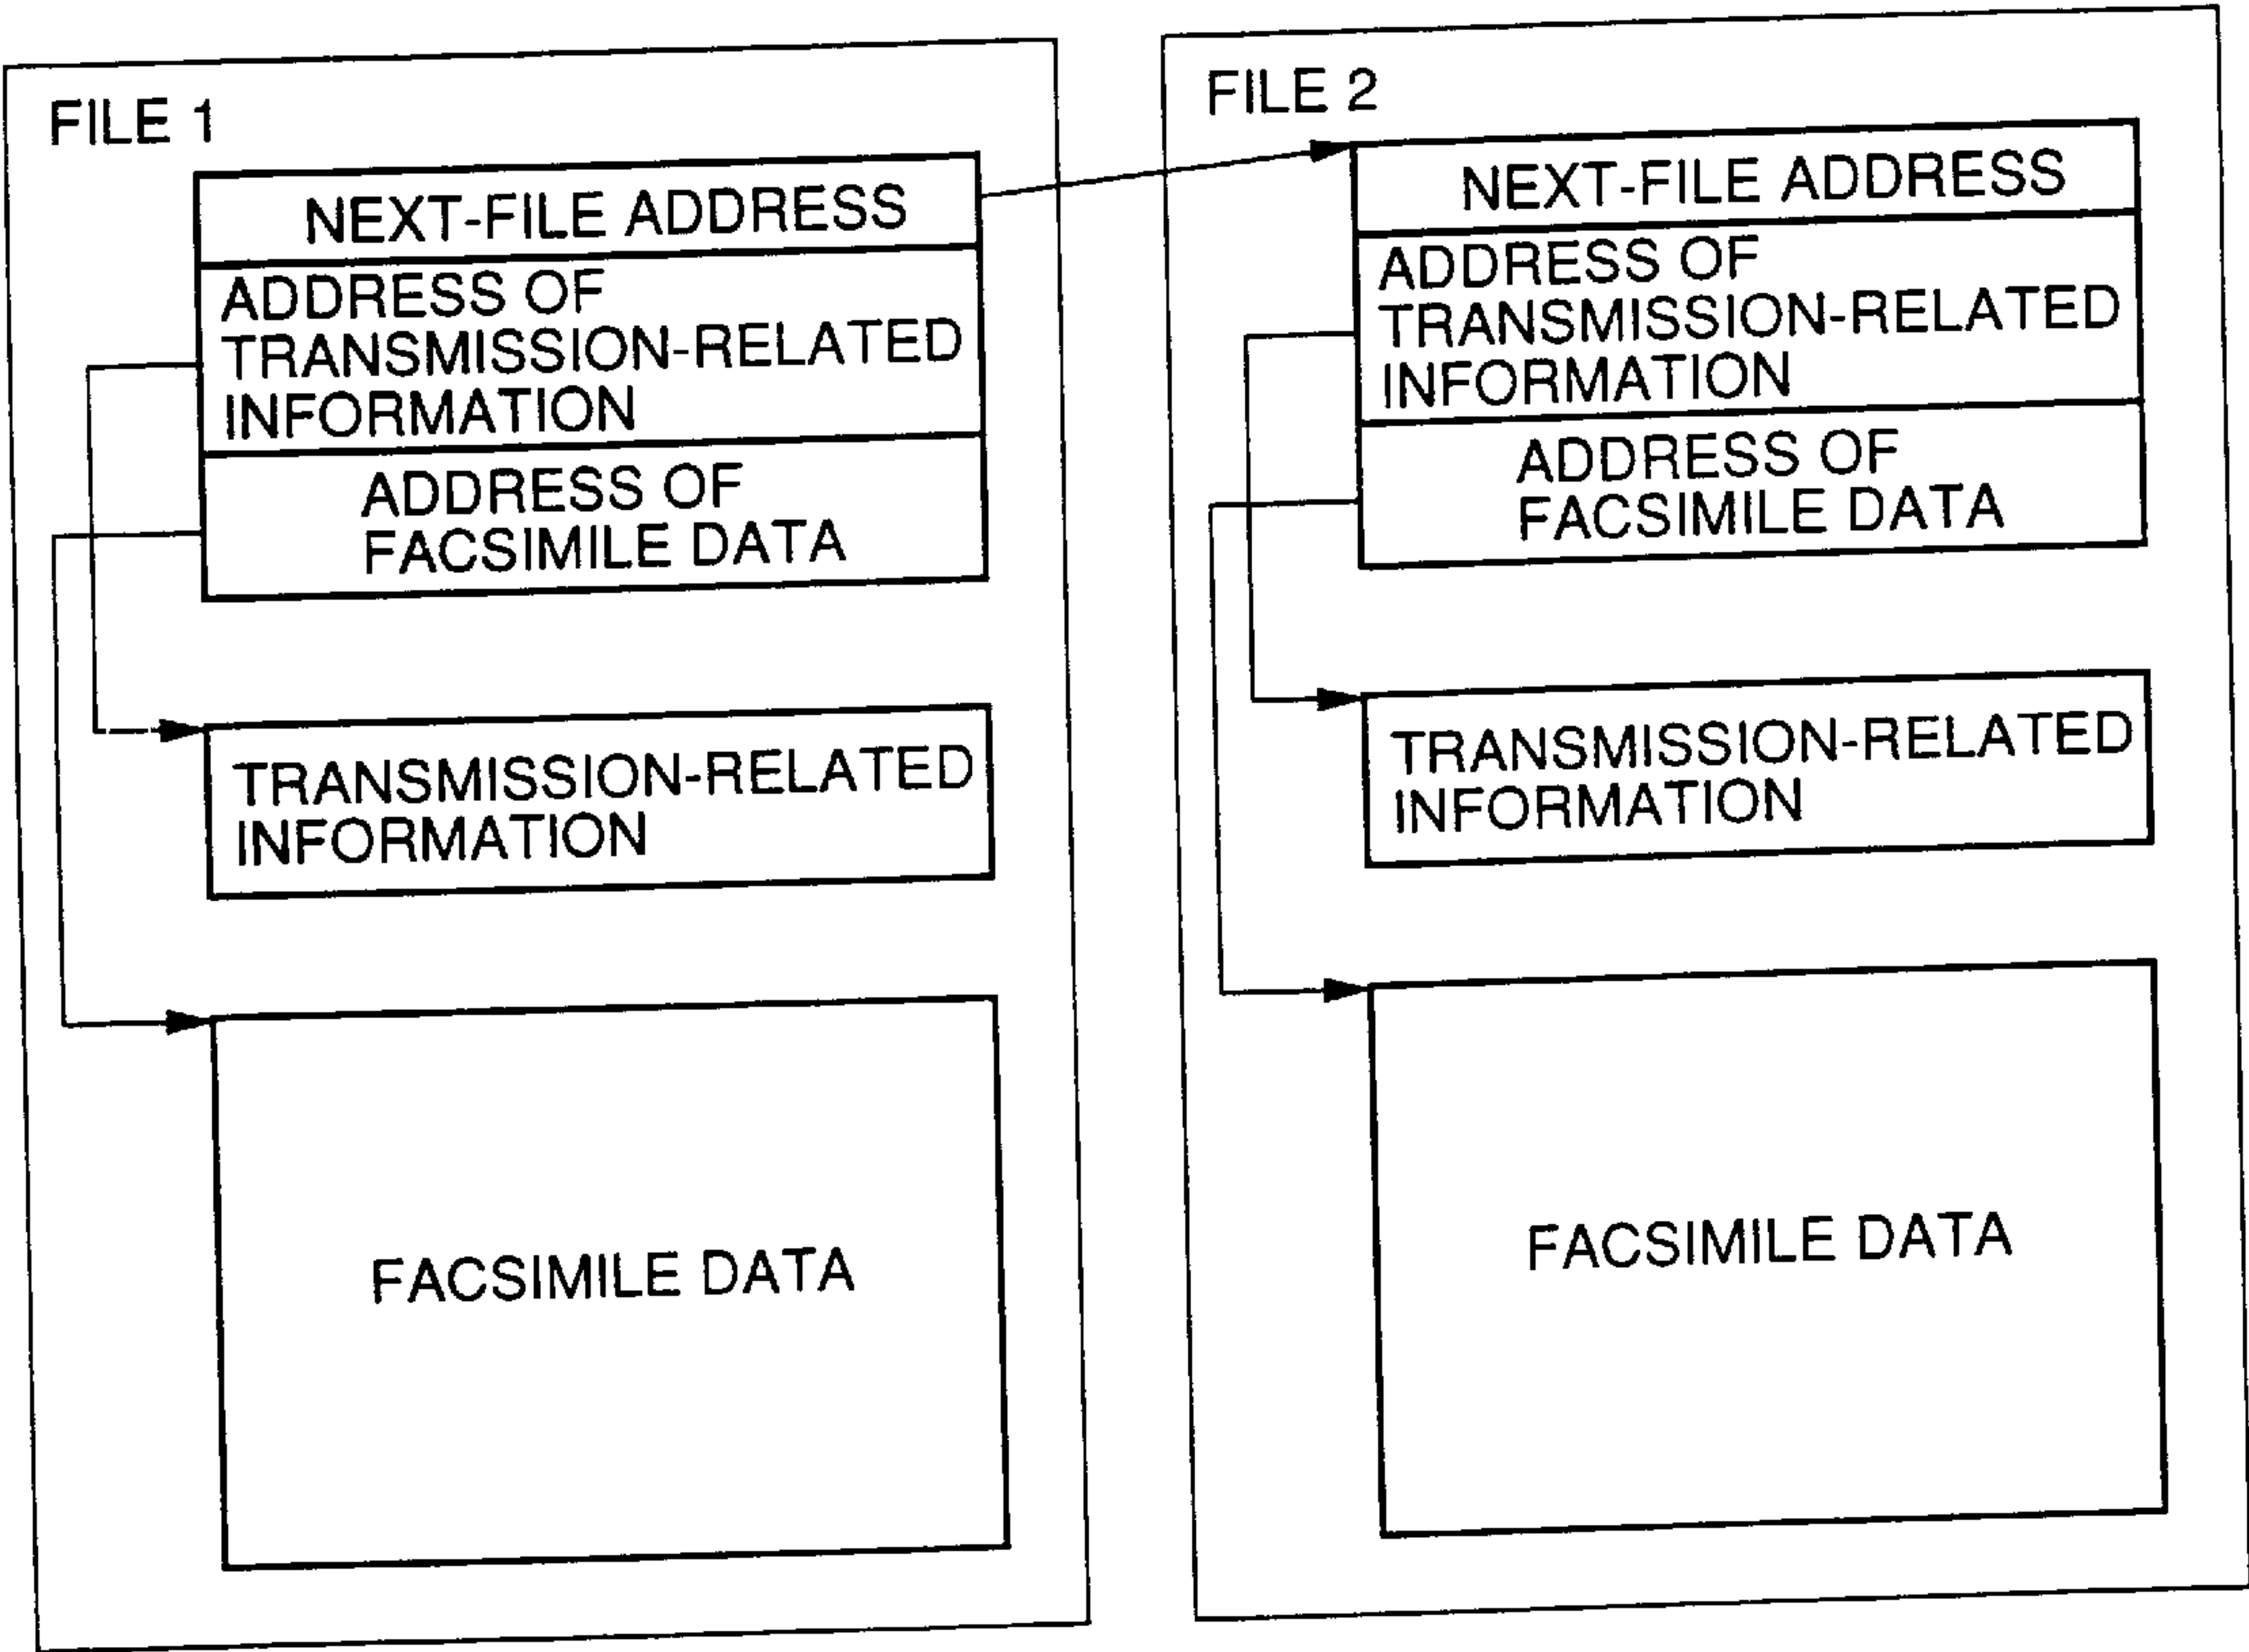 FILE 1
NEXT-FILE ADDRESS
ADDRESS OF
TRANSMISSION-RELATED
INFORMATION
ADDRESS OF
FACSIMILE DATA
TRANSMISSION-RELATED
INFORMATION
FACSIMILE DATA
FILE 2
NEXT-FILE ADDRESS
ADDRESS OF
TRANSMISSION-RELATED
INFORMATION
ADDRESS OF
FACSIMILE DATA
TRANSMISSION-RELATED
INFORMATION
FACSIMILE DATA